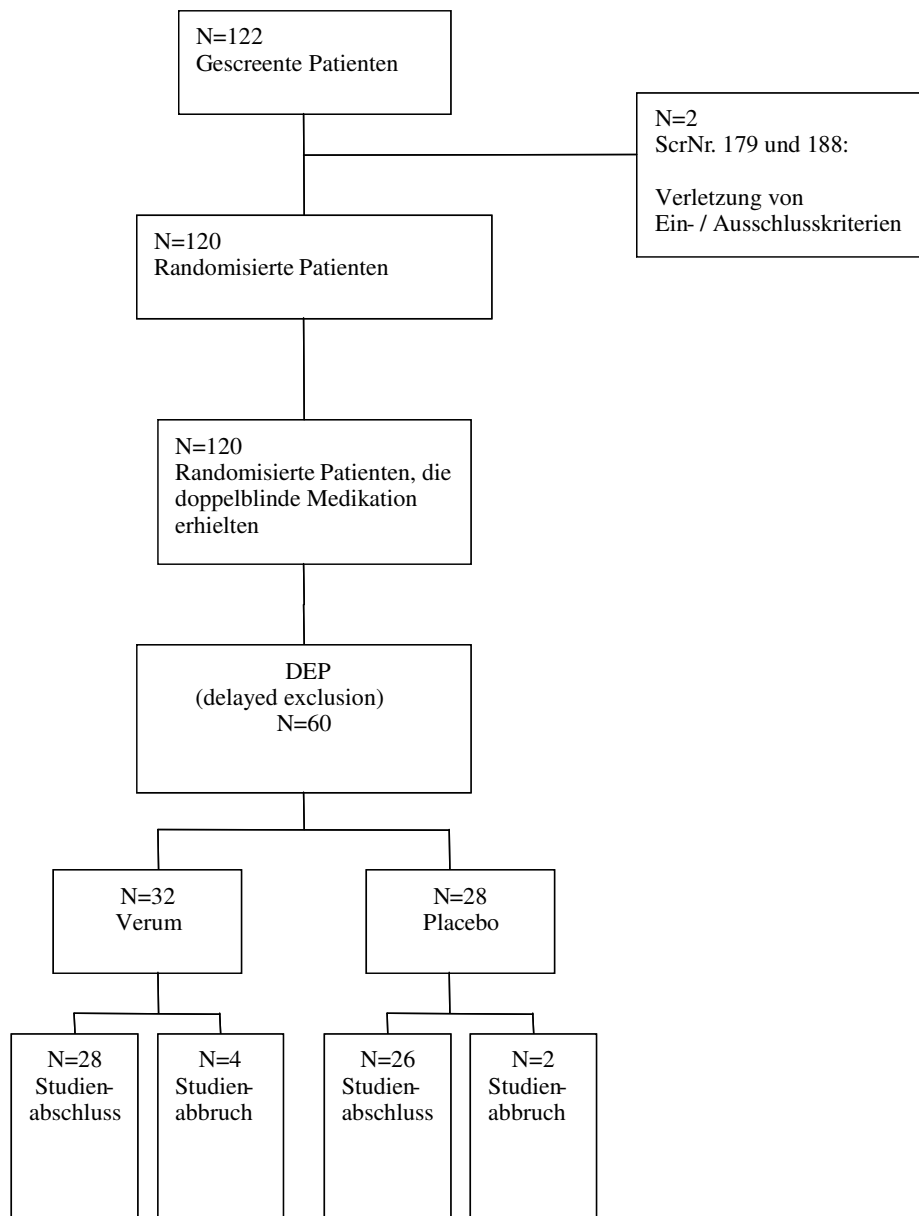 N=122
Gescreente Patienten
N=2
ScrNr. 179 und 188:
Verletzung von
Ein- / Ausschlusskriterien
N=120
Randomisierte Patienten
N=120
Randomisierte Patienten, die
doppelblinde Medikation
erhielten
DEP
(delayed exclusion)
N=60
N=32
Verum
N=28
Placebo
N=28
Studien-
abschluss
N=4
Studien-
abbruch
N=26
Studien-
abschluss
N=2
Studien-
abbruch